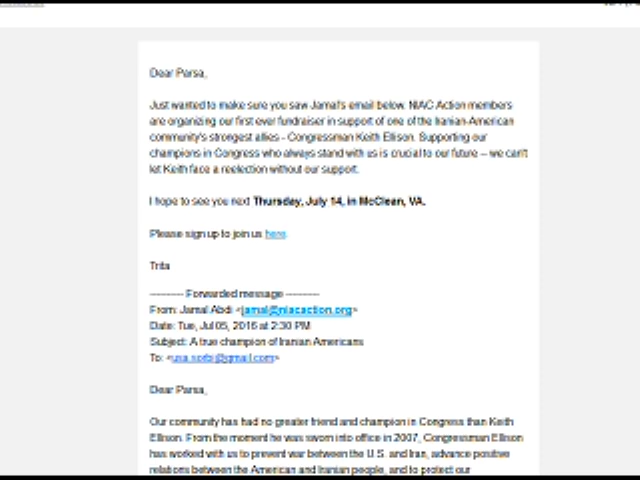 Dear Parsa,
Just wanted to make sure you saw Jamal's email below. NIAC Action members
are organizing our first ever fundraiser in support of one of the Iranian-American
community's strongest allies - Congressman Keith Ellison. Supporting our
champions in Congress who always stand with us is crucial to our future – we can't
let Keith face a reelection without our support.
I hope to see you next Thursday, July 14, in McClean, VA.
Please sign up to join us here.
Trita
---------- Forwarded message ----------
From: Jamal Abdi <jamal@niacaction.org>
Date: Tue, Jul 05, 2016 at 2:30 PM
Subject: A true champion of Iranian Americans
To: <usa.sorbi@gmail.com>
Dear Parsa,
Our community has had no greater friend and champion in Congress than Keith
Ellison. From the moment he was sworn into office in 2007, Congressman Ellison
has worked with us to prevent war between the U.S. and Iran, advance positive
relations between the American and Iranian people, and to protect our